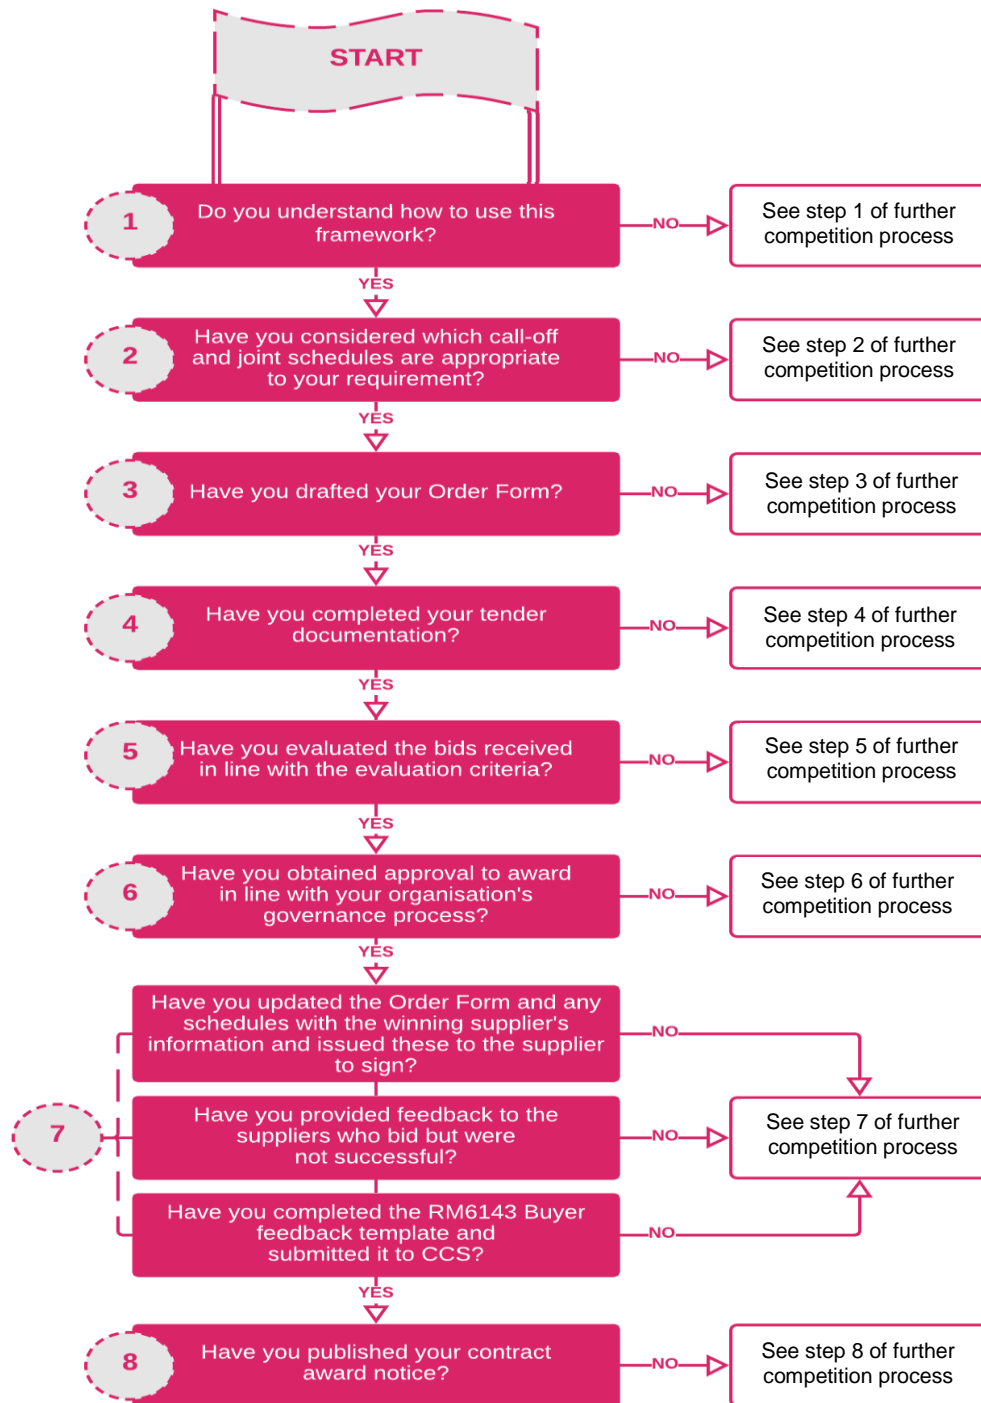 START
1
Do you understand how to use this
framework?
NO
See step 1 of further
competition process
YES
2
Have you considered which call-off
and joint schedules are appropriate
to your requirement?
NO
See step 2 of further
competition process
YES
3
Have you drafted your Order Form?
NO
See step 3 of further
competition process
YES
4
Have you completed your tender
documentation?
NO
See step 4 of further
competition process
YES
5
Have you evaluated the bids received
in line with the evaluation criteria?
NO
See step 5 of further
competition process
YES
6
Have you obtained approval to award
in line with your organisation's
governance process?
NO
See step 6 of further
competition process
YES
7
Have you updated the Order Form and any
schedules with the winning supplier's
information and issued these to the supplier
to sign?
NO
Have you provided feedback to the
suppliers who bid but were
not successful?
NO
See step 7 of further
competition process
Have you completed the RM6143 Buyer
feedback template and
submitted it to CCS?
NO
YES
8
Have you published your contract
award notice?
NO
See step 8 of further
competition process